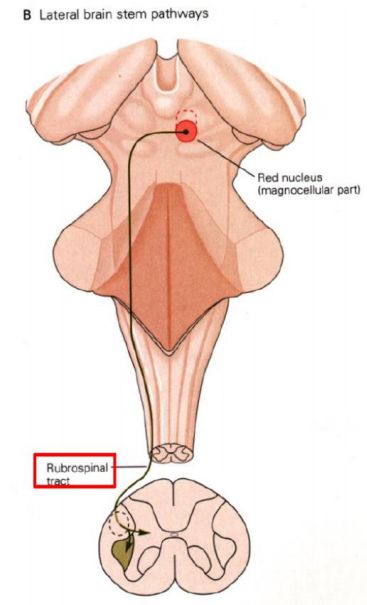 B Lateral brain stem pathways
Red nucleus
(magnocellular part)
Rubrospinal
tract